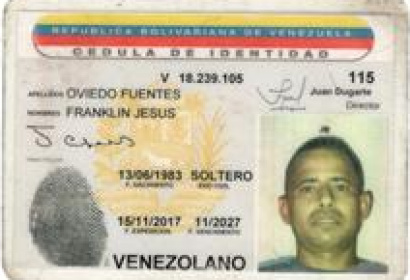 REPUBLICA BOLIVARIANA DE VENEZUELA
CEDULA DE IDENTIDAD
V 18.239.105 115
APELLIDOS OVIEDO FUENTES
Juan Dugarte
Director
NOMBRES FRANKLIN JESUS
13/06/1983 SOLTERO
F. NACIMIENTO EDO CIVIL
15/11/2017 11/2027
F. EXPEDICION F. VENCIMIENTO
VENEZOLANO